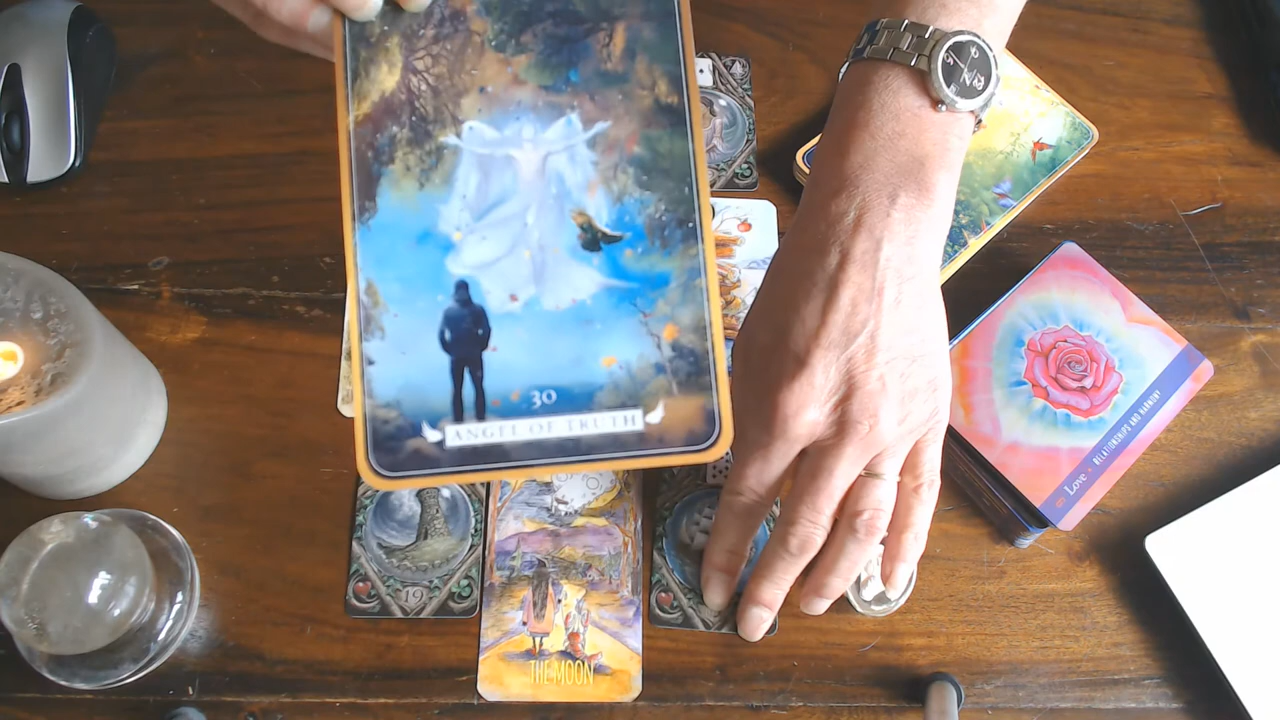 30
ANGEL OF TRUTH
Love • RELATIONSHIPS AND HARMONY
19
THE MOON